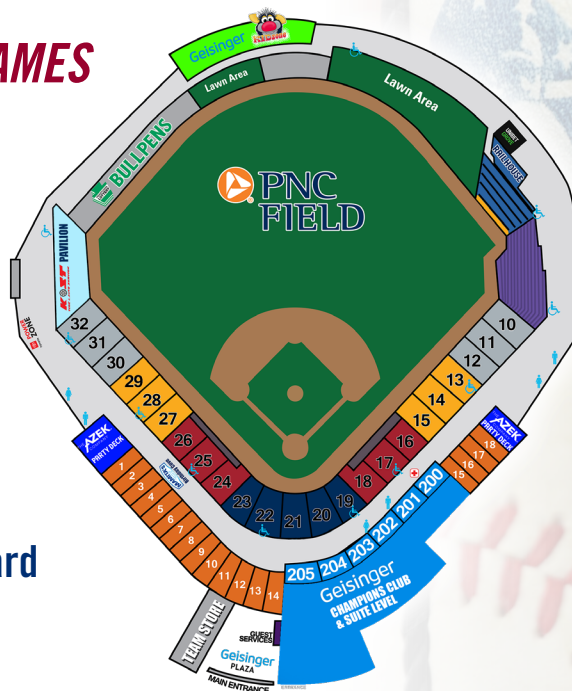 AMES
Geisinger
Lawn Area
Lawn Area
BULLPENS
RAILHOUSE
PNC
FIELD
PAVILION
POWER
ZONE
32
31
30
29
28
27
26
25
24
23
22
21
20
19
18
17
16
15
14
13
12
11
10
AZEK
PARTY DECK
1
2
3
4
5
6
7
8
9
10
11
12
13
14
AZEK
PARTY DECK
18
17
16
15
200
201
202
203
204
205
Geisinger
CHAMPIONS CLUB
& SUITE LEVEL
ard
TEAM STORE
GUEST
SERVICES
Geisinger
PLAZA
MAIN ENTRANCE